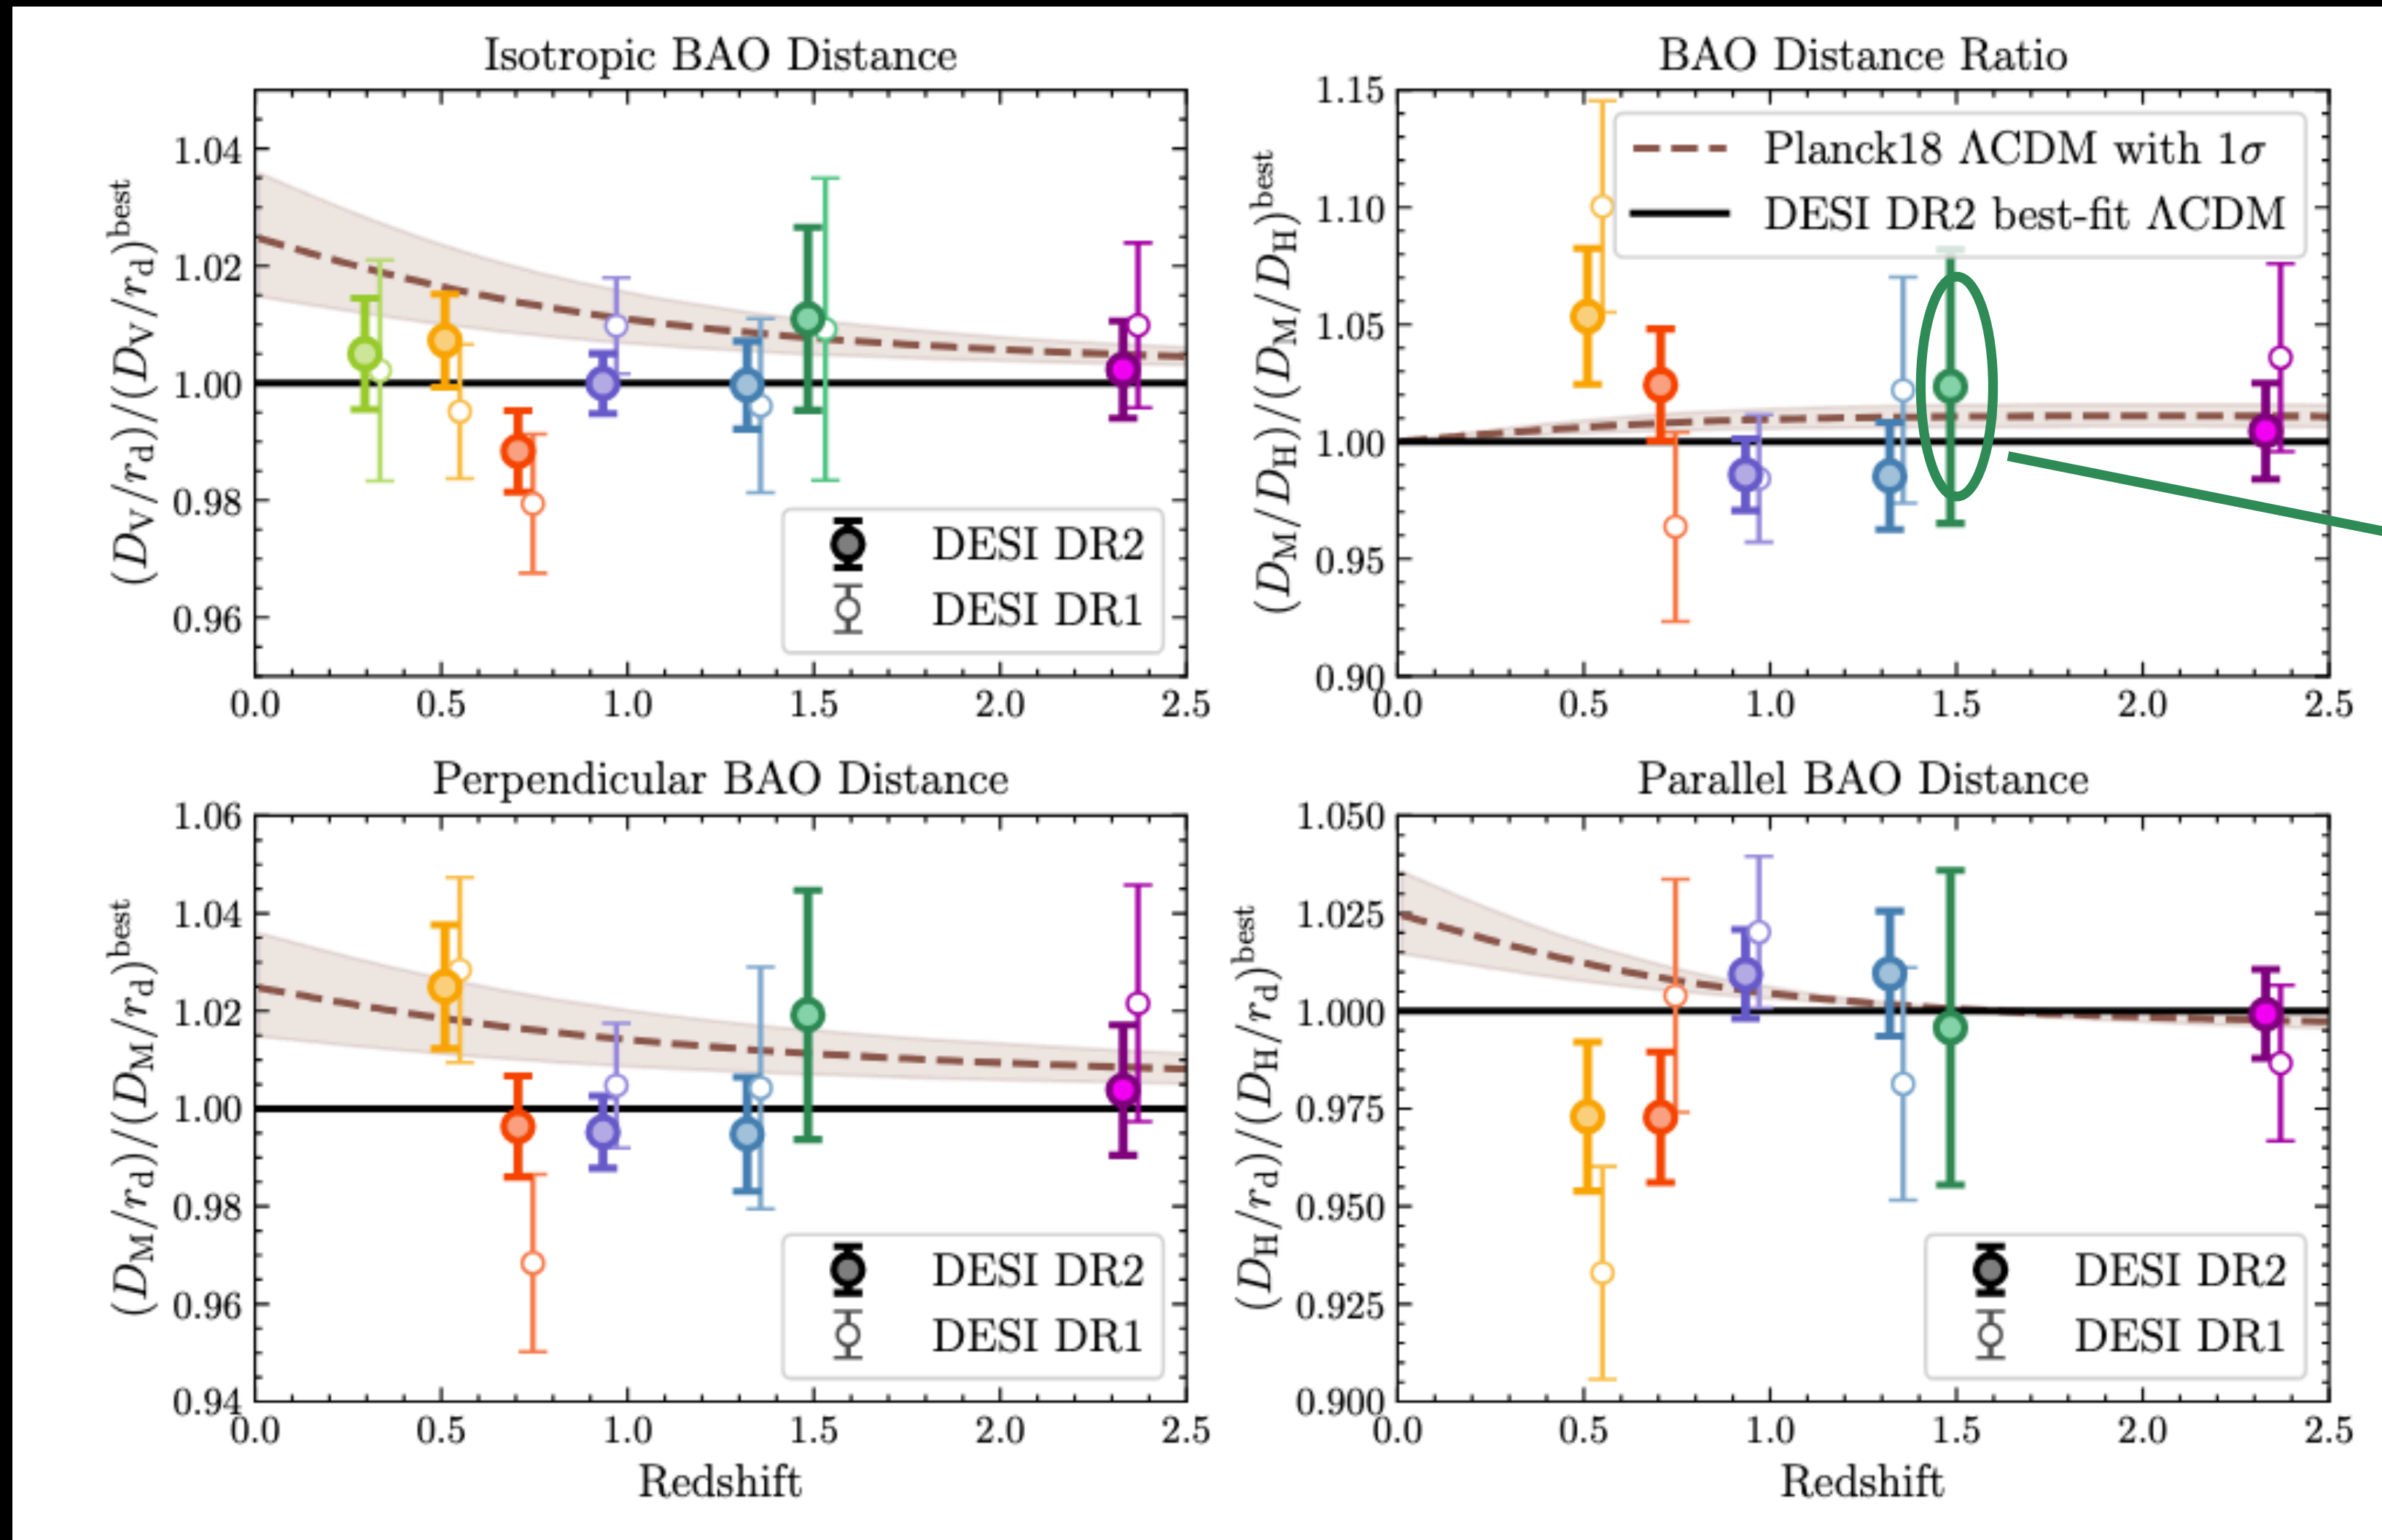 Isotropic BAO Distance
(D_V/r_d)/(D_V/r_d)^best
1.04
1.02
1.00
0.98
0.96
DESI DR2
DESI DR1
0.0 0.5 1.0 1.5 2.0 2.5
BAO Distance Ratio
(D_M/D_H)/(D_M/D_H)^best
1.15
1.10
1.05
1.00
0.95
0.90
Planck18 ΛCDM with 1σ
DESI DR2 best-fit ΛCDM
0.0 0.5 1.0 1.5 2.0 2.5
Perpendicular BAO Distance
(D_M/r_d)/(D_M/r_d)^best
1.06
1.04
1.02
1.00
0.98
0.96
0.94
DESI DR2
DESI DR1
0.0 0.5 1.0 1.5 2.0 2.5
Redshift
Parallel BAO Distance
(D_H/r_d)/(D_H/r_d)^best
1.050
1.025
1.000
0.975
0.950
0.925
0.900
DESI DR2
DESI DR1
0.0 0.5 1.0 1.5 2.0 2.5
Redshift